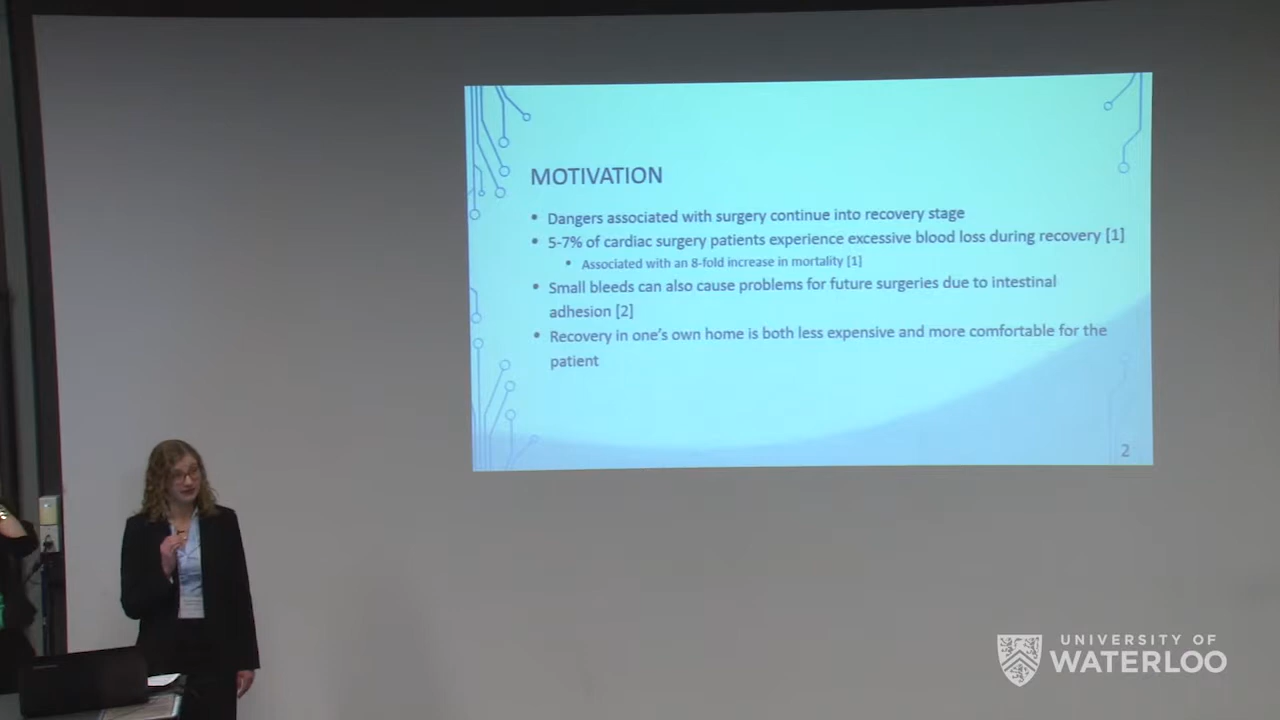 MOTIVATION
• Dangers associated with surgery continue into recovery stage
• 5-7% of cardiac surgery patients experience excessive blood loss during recovery [1]
• Associated with an 8-fold increase in mortality [1]
• Small bleeds can also cause problems for future surgeries due to intestinal
adhesion [2]
• Recovery in one's own home is both less expensive and more comfortable for the
patient
2
UNIVERSITY OF
WATERLOO